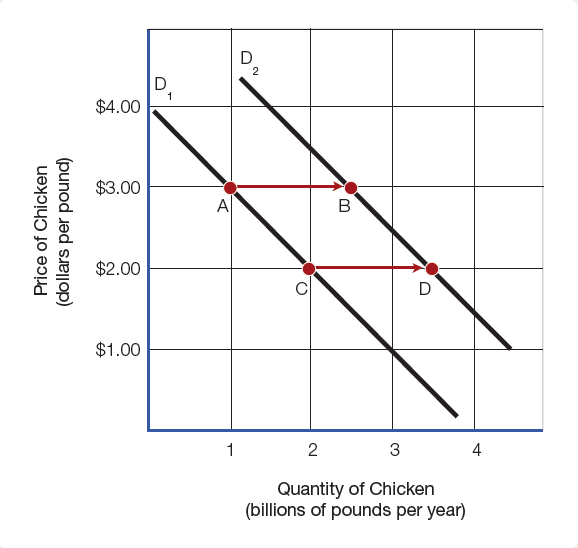 D₂
D₁
$4.00
$3.00
A
B
$2.00
C
D
$1.00
Price of Chicken
(dollars per pound)
1
2
3
4
Quantity of Chicken
(billions of pounds per year)